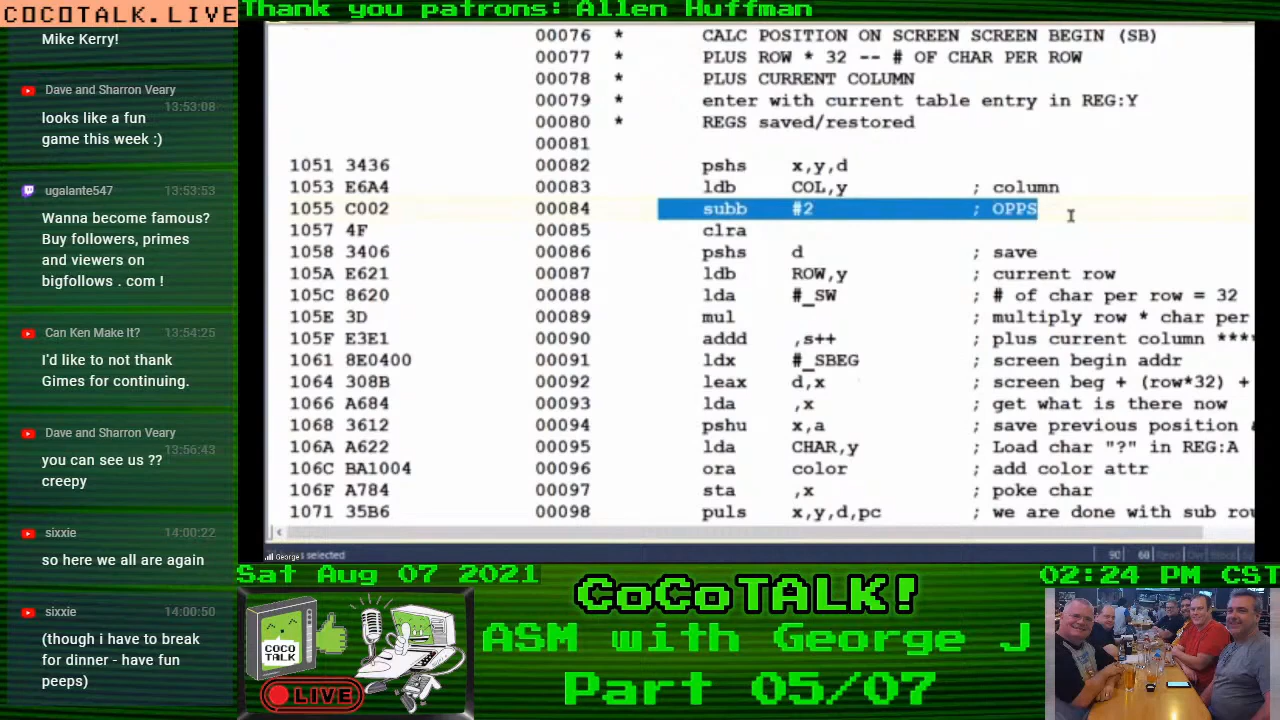 COCOTALK.LIVE
Thank you patrons: Allen Huffman
Mike Kerry!
Dave and Sharron Veary
13:53:08
looks like a fun
game this week :)
ugalante547
13:53:53
Wanna become famous?
Buy followers, primes
and viewers on
bigfollows . com !
Can Ken Make It?
13:54:25
I'd like to not thank
Gimes for continuing.
Dave and Sharron Veary
13:56:43
you can see us ??
creepy
sixxie
14:00:22
so here we all are again
sixxie
14:00:50
(though i have to break
for dinner - have fun
peeps)
00076 * CALC POSITION ON SCREEN SCREEN BEGIN (SB)
00077 * PLUS ROW * 32 -- # OF CHAR PER ROW
00078 * PLUS CURRENT COLUMN
00079 * enter with current table entry in REG:Y
00080 * REGS saved/restored
00081
1051 3436 00082 pshs x,y,d
1053 E6A4 00083 ldb COL,y ; column
1055 C002 00084 subb #2 ; OPPS
1057 4F 00085 clra
1058 3406 00086 pshs d ; save
105A E621 00087 ldb ROW,y ; current row
105C 8620 00088 lda #_SW ; # of char per row = 32
105E 3D 00089 mul ; multiply row * char per
105F E3E1 00090 addd ,s++ ; plus current column ****
1061 8E0400 00091 ldx #_SBEG ; screen begin addr
1064 308B 00092 leax d,x ; screen beg + (row*32) +
1066 A684 00093 lda ,x ; get what is there now
1068 3612 00094 pshu x,a ; save previous position
106A A622 00095 lda CHAR,y ; Load char "?" in REG:A
106C BA1004 00096 ora color ; add color attr
106F A784 00097 sta ,x ; poke char
1071 35B6 00098 puls x,y,d,pc ; we are done with sub rou
George
selected
90 60
Sat Aug 07 2021
CoCoTALK!
02:24 PM CST
COCO
TALK
LIVE
ASM with George J
Part 05/07